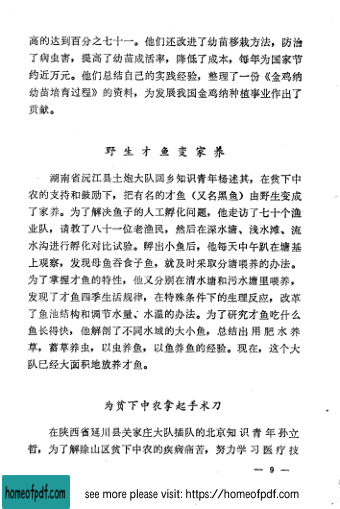 高的达到百分之七十一。他们还改进了幼苗移栽方法，防治
了病虫害，提高了幼苗成活率，降低了成本，每年为国家节
约近万元。他们总结自己的实践经验，整理了一份《金鸡纳
幼苗培育过程》的资料，为发展我国金鸡纳种植事业作出了
贡献。
野生才鱼变家养
湖南省沅江县土炮大队回乡知识青年杨述其，在贫下中
农的支持和鼓励下，把有名的才鱼（又名黑鱼）由野生变成
了家养。为了解决鱼子的人工孵化问题，他走访了七十个渔
业队，请教了八十一位老渔民，然后在深水塘、浅水滩、流
水沟进行孵化对比试验。孵出小鱼后，他每天中午趴在塘基
上观察，发现母鱼吞食子鱼，就及时采取分塘喂养的办法。
为了掌握才鱼的特性，他又分别在清水塘和污水塘里喂养，
发现了才鱼四季生活规律，在特殊条件下的生理反应，改革
了鱼池结构和调节水量、水温的办法。为了研究才鱼吃什么
鱼长得快，他解剖了不同水域的大小鱼，总结出用肥水养
草，蓄草养虫，以虫养鱼，以鱼养鱼的经验。现在，这个大
队已经大面积地放养才鱼。
为贫下中农拿起手术刀
在陕西省延川县关家庄大队插队的北京知识青年孙立
哲，为了解除山区贫下中农的疾病痛苦，努力学习医疗技
— 9 —
homeofpdf.com
see more please visit: https://homeofpdf.com